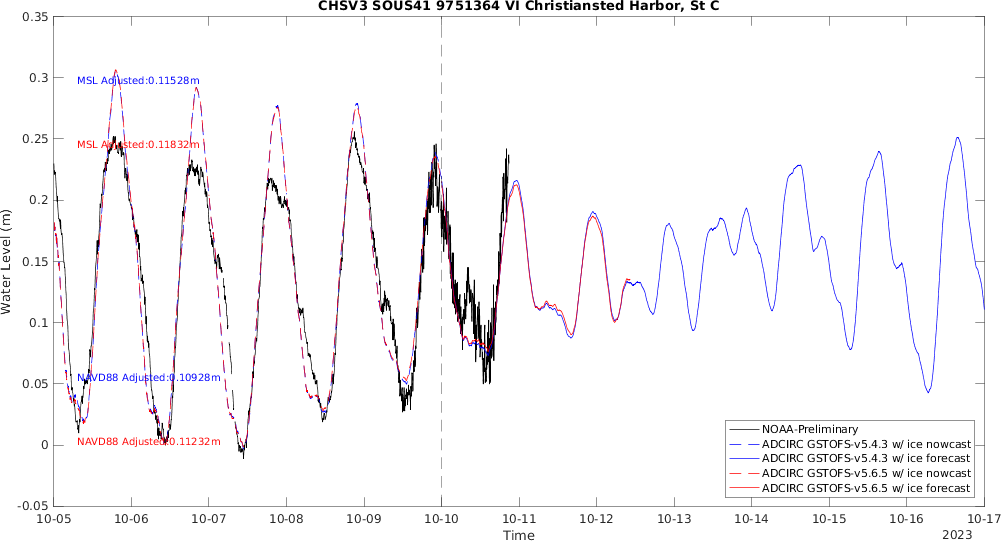 CHSV3 SOUS41 9751364 VI Christiansted Harbor, St C
0.35
0.3
0.25
0.2
0.15
0.1
0.05
0
-0.05
Water Level (m)
MSL Adjusted:0.11528m
MSL Adjusted:0.11832m
NAVD88 Adjusted:0.10928m
NAVD88 Adjusted:0.11232m
NOAA-Preliminary
ADCIRC GSTOFS-v5.4.3 w/ ice nowcast
ADCIRC GSTOFS-v5.4.3 w/ ice forecast
ADCIRC GSTOFS-v5.6.5 w/ ice nowcast
ADCIRC GSTOFS-v5.6.5 w/ ice forecast
10-05 10-06 10-07 10-08 10-09 10-10 10-11 10-12 10-13 10-14 10-15 10-16 10-17
Time
2023